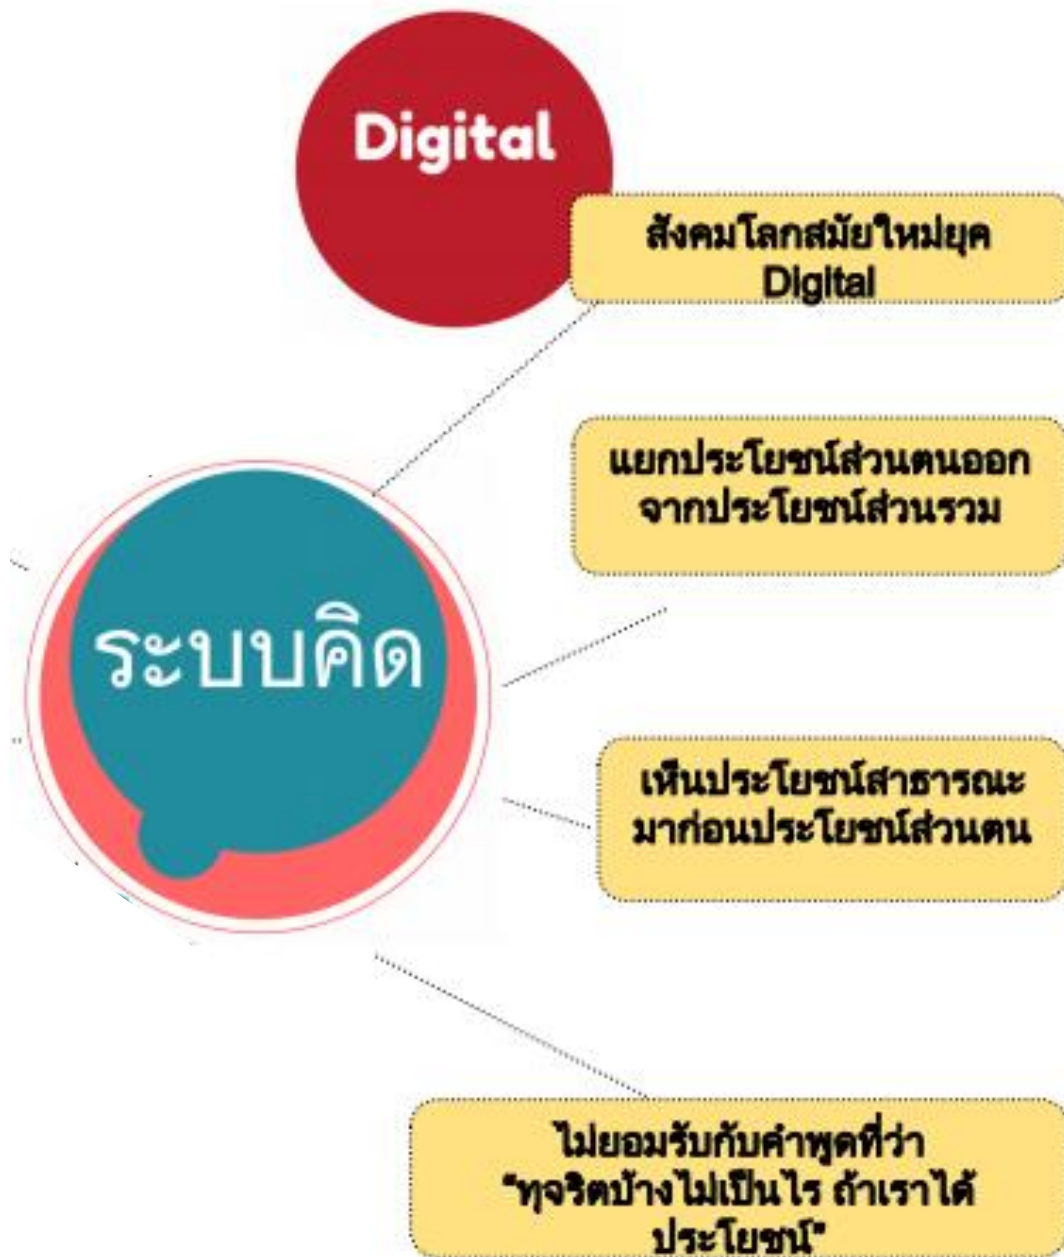 Digital
สังคมโลกสมัยใหม่ยุค
Digital
แยกประโยชน์ส่วนตนออก
จากประโยชน์ส่วนรวม
ระบบคิด
เห็นประโยชน์สาธารณะ
มาก่อนประโยชน์ส่วนตน
ไม่ยอมรับกับคำพูดที่ว่า
“ทุจริตบ้างไม่เป็นไร ถ้าเราได้
ประโยชน์”